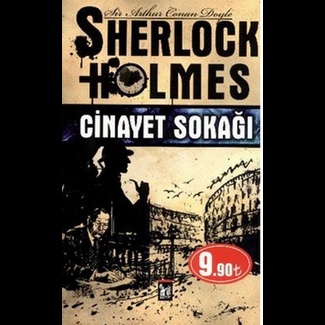 Sir Arthur Conan Doyle
SHERLOCK
HOLMES
CİNAYET SOKAĞI
9.90₺